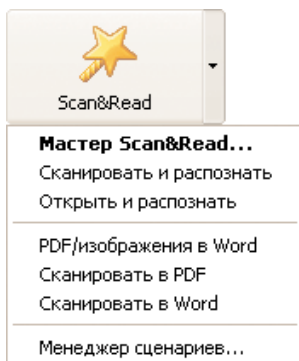 Scan&Read
Мастер Scan&Read...
Сканировать и распознать
Открыть и распознать
PDF/изображения в Word
Сканировать в PDF
Сканировать в Word
Менеджер сценариев...